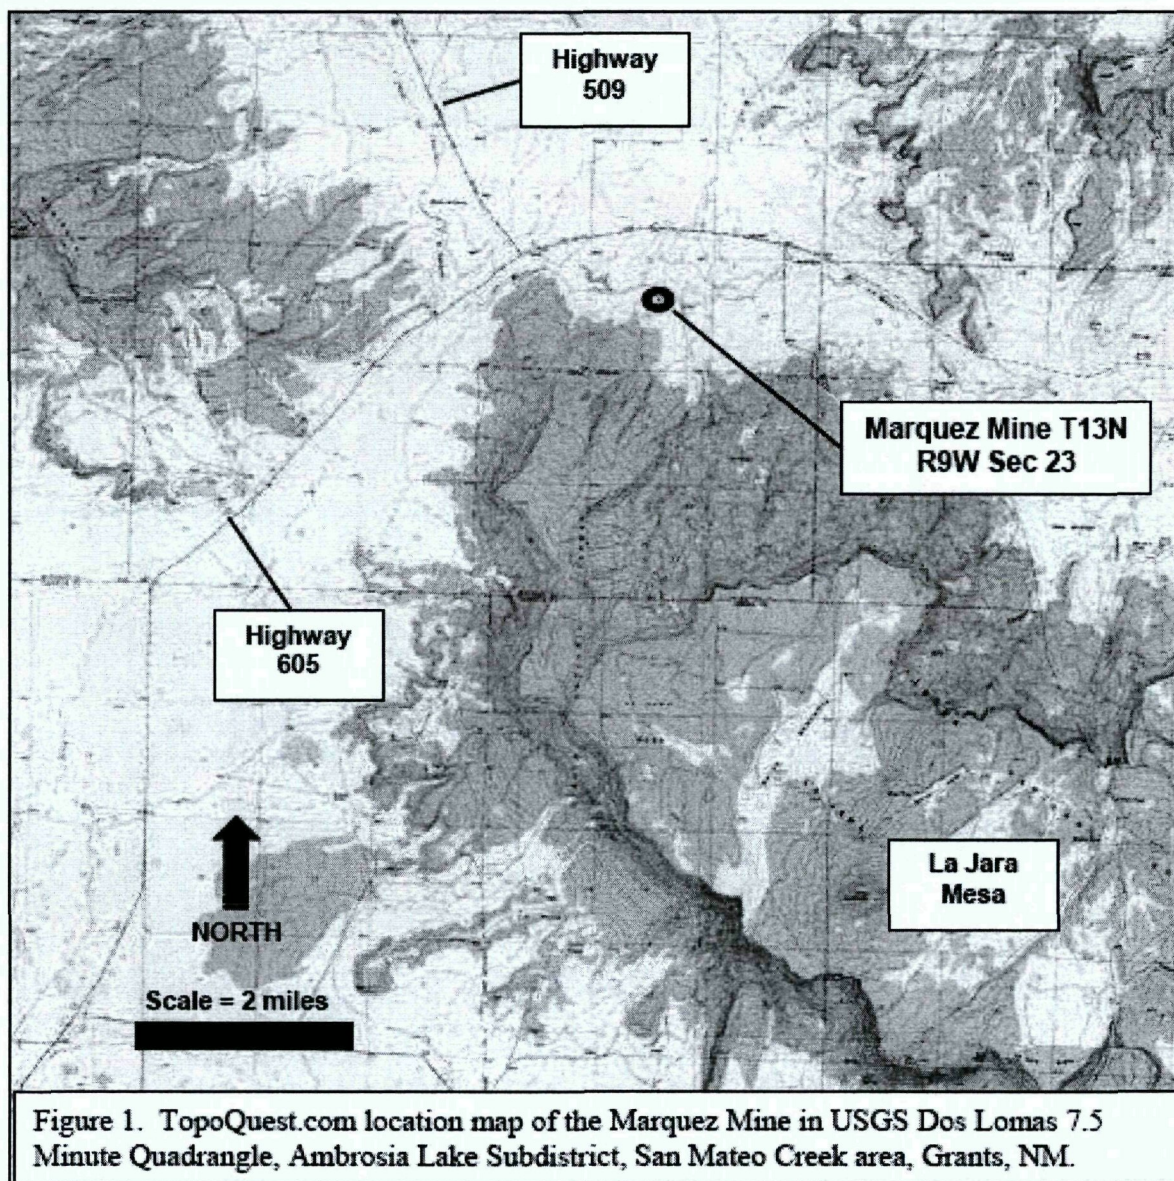 Highway
509
Marquez Mine T13N
R9W Sec 23
Highway
605
La Jara
Mesa
NORTH
Scale = 2 miles
Figure 1. TopoQuest.com location map of the Marquez Mine in USGS Dos Lomas 7.5
Minute Quadrangle, Ambrosia Lake Subdistrict, San Mateo Creek area, Grants, NM.